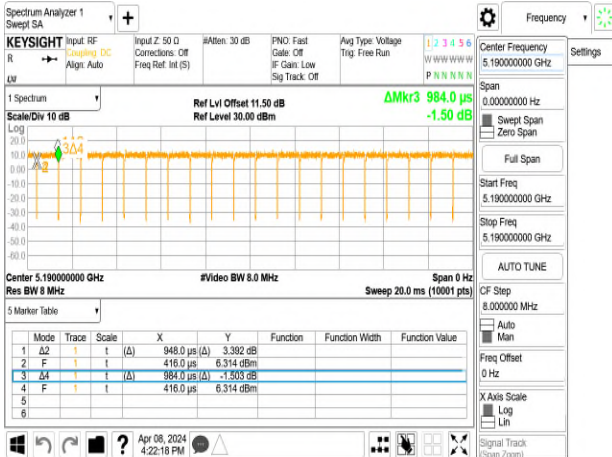 Spectrum Analyzer 1
Swept SA
Frequency
KEYSIGHT
R
Input: RF
Coupling: DC
Align: Auto
Input Z: 50 Ω
Corrections: Off
Freq Ref: Int (S)
#Atten: 30 dB
PNO: Fast
Gate: Off
IF Gain: Low
Sig Track: Off
Avg Type: Voltage
Trig: Free Run
1 2 3 4 5 6
W W W W W W
P N N N N N
Settings
1 Spectrum
Scale/Div 10 dB
Ref Lvl Offset 11.50 dB
Ref Level 30.00 dBm
ΔMkr3 984.0 µs
-1.50 dB
Log
20.0
10.0
0.00
-10.0
-20.0
-30.0
-40.0
-50.0
-60.0
3Δ4
Center 5.190000000 GHz
Res BW 8 MHz
#Video BW 8.0 MHz
Span 0 Hz
Sweep 20.0 ms (10001 pts)
5 Marker Table
Mode Trace Scale X Y Function Function Width Function Value
1 Δ2 1 t (Δ) 948.0 µs (Δ) 3.392 dB
2 F 1 t 416.0 µs 6.314 dBm
3 Δ4 1 t (Δ) 984.0 µs (Δ) -1.503 dB
4 F 1 t 416.0 µs 6.314 dBm
5
6
Apr 08, 2024
4:22:18 PM
Center Frequency
5.190000000 GHz
Span
0.00000000 Hz
Swept Span
Zero Span
Full Span
Start Freq
5.190000000 GHz
Stop Freq
5.190000000 GHz
AUTO TUNE
CF Step
8.000000 MHz
Auto
Man
Freq Offset
0 Hz
X Axis Scale
Log
Lin
Signal Track
(Span Zoom)